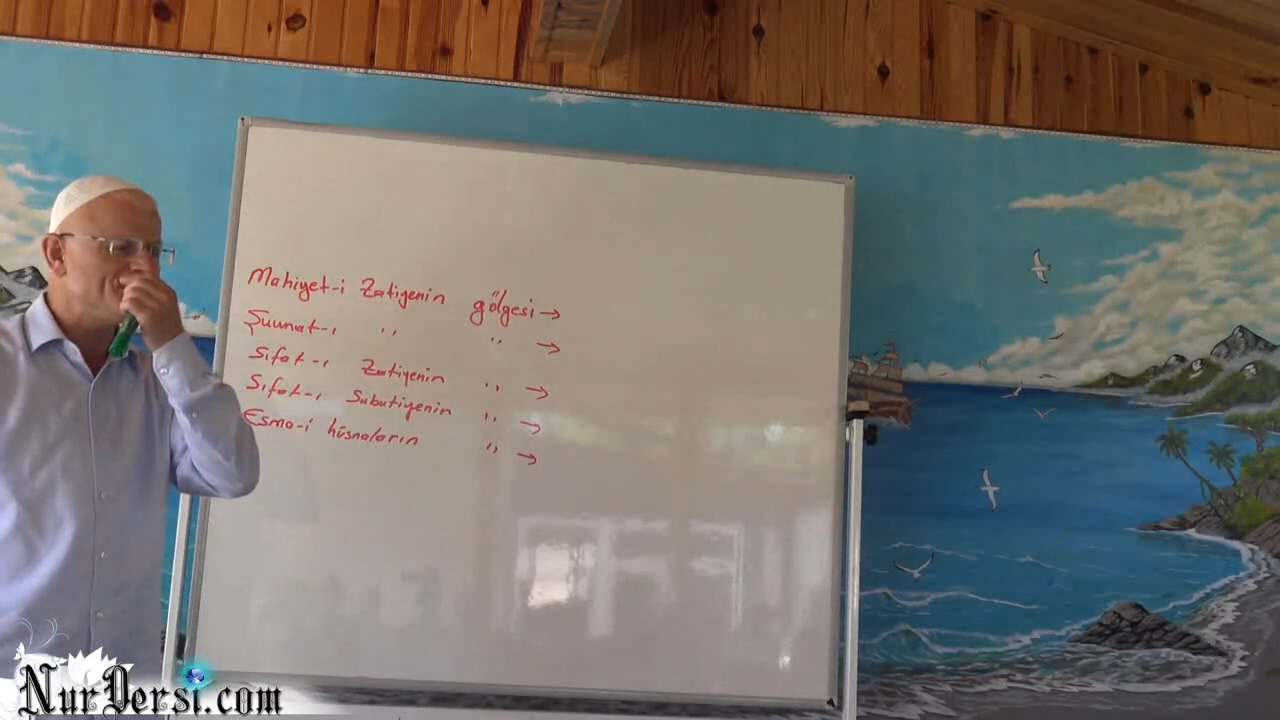 Mahiyet-i Zatiyenin gölgesi →
Şuunat-ı " " →
Sıfat-ı Zatiyenin " →
Sıfat-ı Subutiyenin " →
Esma-i hüsnaların " →
NurDersi.com